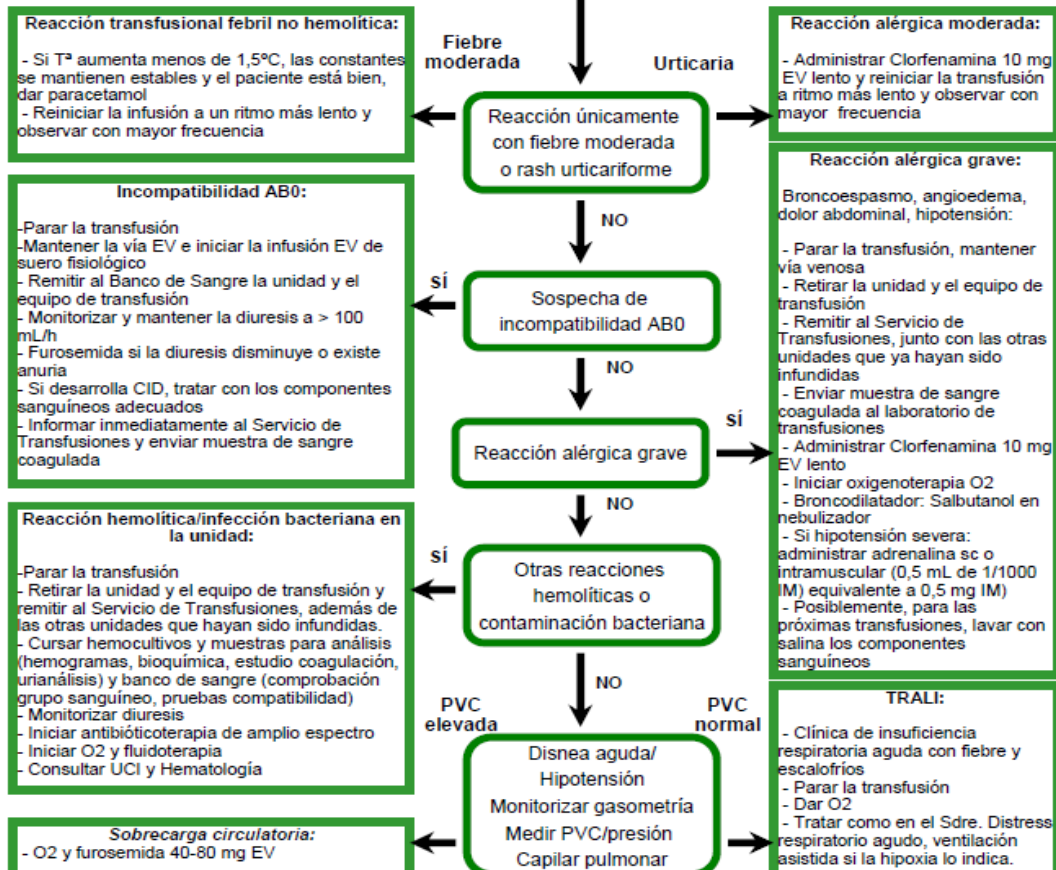 Reacción transfusional febril no hemolítica:
- Si Tª aumenta menos de 1,5ºC, las constantes
se mantienen estables y el paciente está bien,
dar paracetamol
- Reiniciar la infusión a un ritmo más lento y
observar con mayor frecuencia
Fiebre
moderada
Urticaria
Reacción alérgica moderada:
- Administrar Clorfenamina 10 mg
EV lento y reiniciar la transfusión
a ritmo más lento y observar con
mayor frecuencia
Reacción únicamente
con fiebre moderada
o rash urticariforme
NO
Incompatibilidad AB0:
-Parar la transfusión
-Mantener la vía EV e iniciar la infusión EV de
suero fisiológico
- Remitir al Banco de Sangre la unidad y el
equipo de transfusión
- Monitorizar y mantener la diuresis a > 100
mL/h
- Furosemida si la diuresis disminuye o existe
anuria
- Si desarrolla CID, tratar con los componentes
sanguíneos adecuados
- Informar inmediatamente al Servicio de
Transfusiones y enviar muestra de sangre
coagulada
sí
Sospecha de
incompatibilidad AB0
NO
Reacción alérgica grave
sí
Reacción alérgica grave:
Broncoespasmo, angioedema,
dolor abdominal, hipotensión:
- Parar la transfusión, mantener
vía venosa
- Retirar la unidad y el equipo de
transfusión
- Remitir al Servicio de
Transfusiones, junto con las otras
unidades que ya hayan sido
infundidas
- Enviar muestra de sangre
coagulada al laboratorio de
transfusiones
- Administrar Clorfenamina 10 mg
EV lento
- Iniciar oxigenoterapia O2
- Broncodilatador: Salbutanol en
nebulizador
- Si hipotensión severa:
administrar adrenalina sc o
intramuscular (0,5 mL de 1/1000
IM) equivalente a 0,5 mg IM)
- Posiblemente, para las
próximas transfusiones, lavar con
salina los componentes
sanguíneos
NO
Reacción hemolítica/infección bacteriana en
la unidad:
-Parar la transfusión
- Retirar la unidad y el equipo de transfusión y
remitir al Servicio de Transfusiones, además de
las otras unidades que hayan sido infundidas.
- Cursar hemocultivos y muestras para análisis
(hemogramas, bioquímica, estudio coagulación,
urianálisis) y banco de sangre (comprobación
grupo sanguíneo, pruebas compatibilidad)
- Monitorizar diuresis
- Iniciar antibióticoterapia de amplio espectro
- Iniciar O2 y fluidoterapia
- Consultar UCI y Hematología
sí
Otras reacciones
hemolíticas o
contaminación bacteriana
NO
PVC
elevada
PVC
normal
Disnea aguda/
Hipotensión
Monitorizar gasometría
Medir PVC/presión
Capilar pulmonar
Sobrecarga circulatoria:
- O2 y furosemida 40-80 mg EV
TRALI:
- Clínica de insuficiencia
respiratoria aguda con fiebre y
escalofríos
- Parar la transfusión
- Dar O2
- Tratar como en el Sdre. Distress
respiratorio agudo, ventilación
asistida si la hipoxia lo indica.